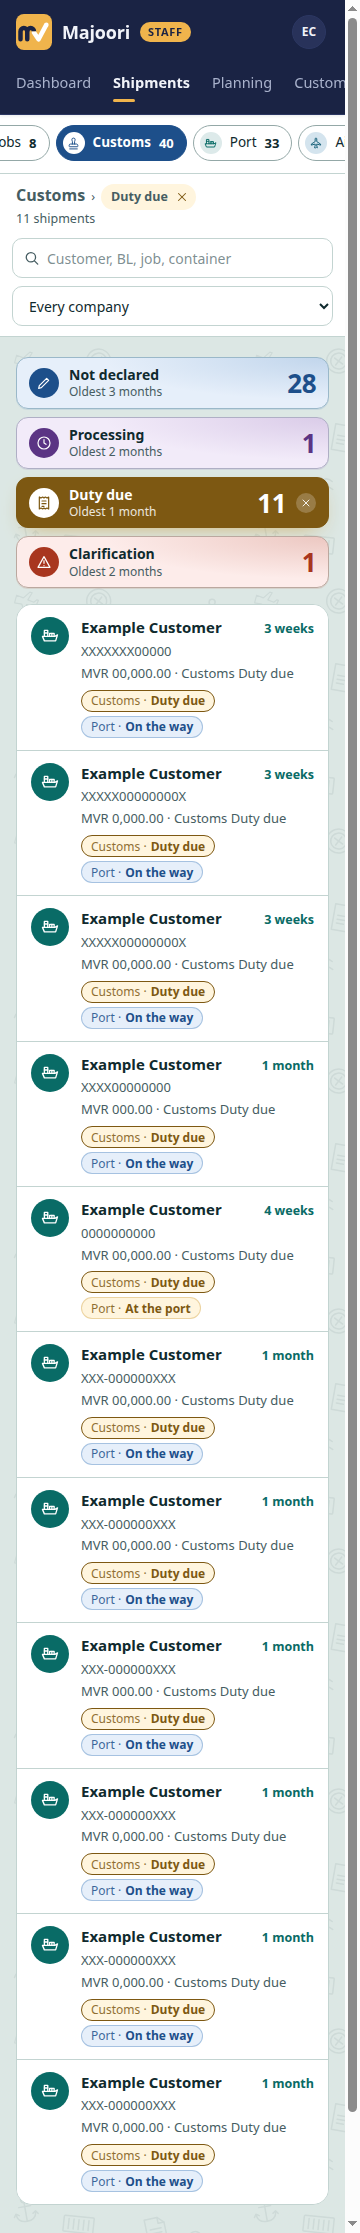 Majoori STAFF EC
Dashboard Shipments Planning Custom
obs 8 Customs 40 Port 33 A
Customs › Duty due ×
11 shipments
Customer, BL, job, container
Every company
Not declared
Oldest 3 months
28
Processing
Oldest 2 months
1
Duty due
Oldest 1 month
11 ×
Clarification
Oldest 2 months
1
Example Customer 3 weeks
XXXXXXX00000
MVR 00,000.00 · Customs Duty due
Customs · Duty due
Port · On the way
Example Customer 3 weeks
XXXXX00000000X
MVR 0,000.00 · Customs Duty due
Customs · Duty due
Port · On the way
Example Customer 3 weeks
XXXXX00000000X
MVR 00,000.00 · Customs Duty due
Customs · Duty due
Port · On the way
Example Customer 1 month
XXXX00000000
MVR 000.00 · Customs Duty due
Customs · Duty due
Port · On the way
Example Customer 4 weeks
0000000000
MVR 00,000.00 · Customs Duty due
Customs · Duty due
Port · At the port
Example Customer 1 month
XXX-000000XXX
MVR 00,000.00 · Customs Duty due
Customs · Duty due
Port · On the way
Example Customer 1 month
XXX-000000XXX
MVR 00,000.00 · Customs Duty due
Customs · Duty due
Port · On the way
Example Customer 1 month
XXX-000000XXX
MVR 000.00 · Customs Duty due
Customs · Duty due
Port · On the way
Example Customer 1 month
XXX-000000XXX
MVR 0,000.00 · Customs Duty due
Customs · Duty due
Port · On the way
Example Customer 1 month
XXX-000000XXX
MVR 0,000.00 · Customs Duty due
Customs · Duty due
Port · On the way
Example Customer 1 month
XXX-000000XXX
MVR 0,000.00 · Customs Duty due
Customs · Duty due
Port · On the way